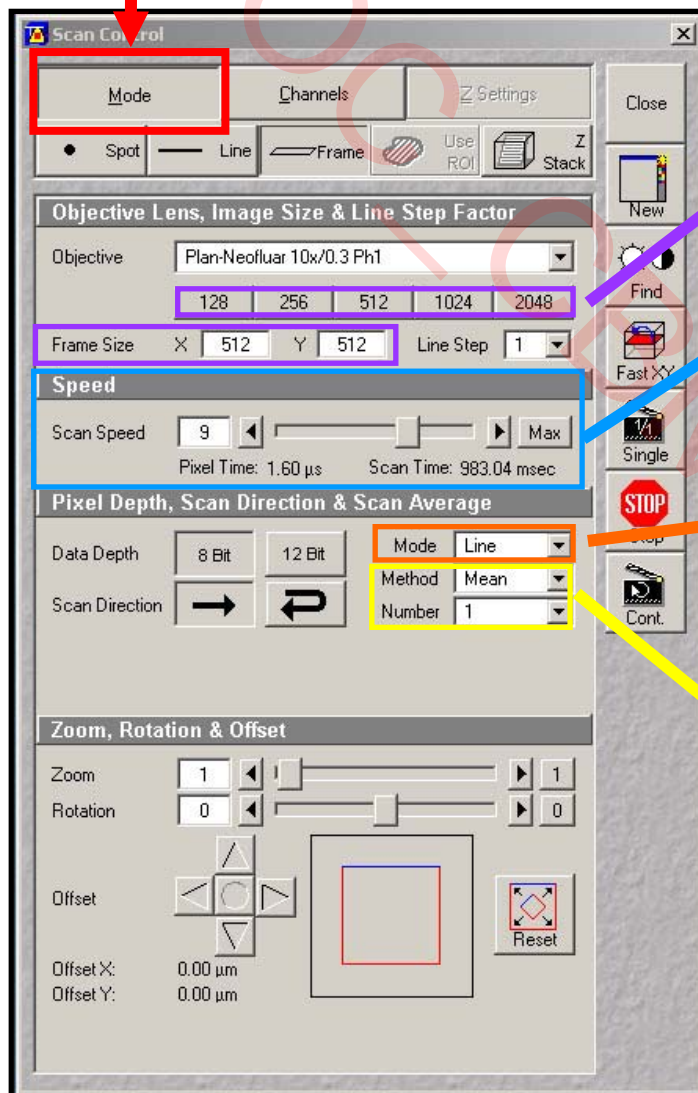 Scan Control
Mode Channels Z Settings Close
Spot Line Frame Use ROI Z Stack
New
Objective Lens, Image Size & Line Step Factor
Objective Plan-Neofluar 10x/0.3 Ph1
Find
128 256 512 1024 2048
Frame Size X 512 Y 512 Line Step 1
Fast XY
Speed
Scan Speed 9 Max
1/1
Single
Pixel Time: 1.60 µs Scan Time: 983.04 msec
Pixel Depth, Scan Direction & Scan Average
STOP
Stop
Data Depth 8 Bit 12 Bit Mode Line
Method Mean
Scan Direction Number 1
Cont.
Zoom, Rotation & Offset
Zoom 1 1
Rotation 0 0
Offset
Reset
Offset X: 0.00 µm
Offset Y: 0.00 µm